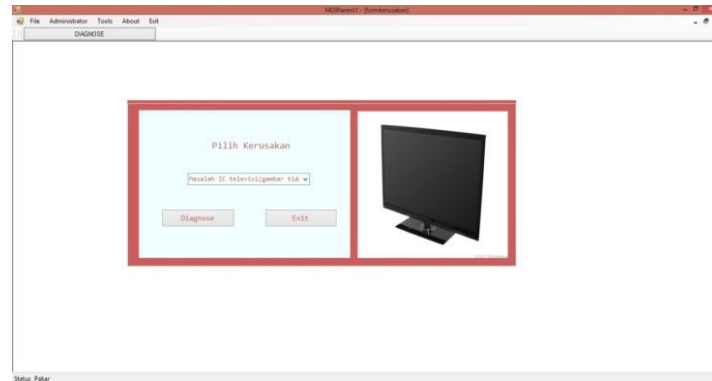 MDIParent1 - [formkerusakan]
File Administrator Tools About Exit
DIAGNOSE
Pilih Kerusakan
Masalah IC televisi(gambar tid
Diagnose Exit
Status: Pakar